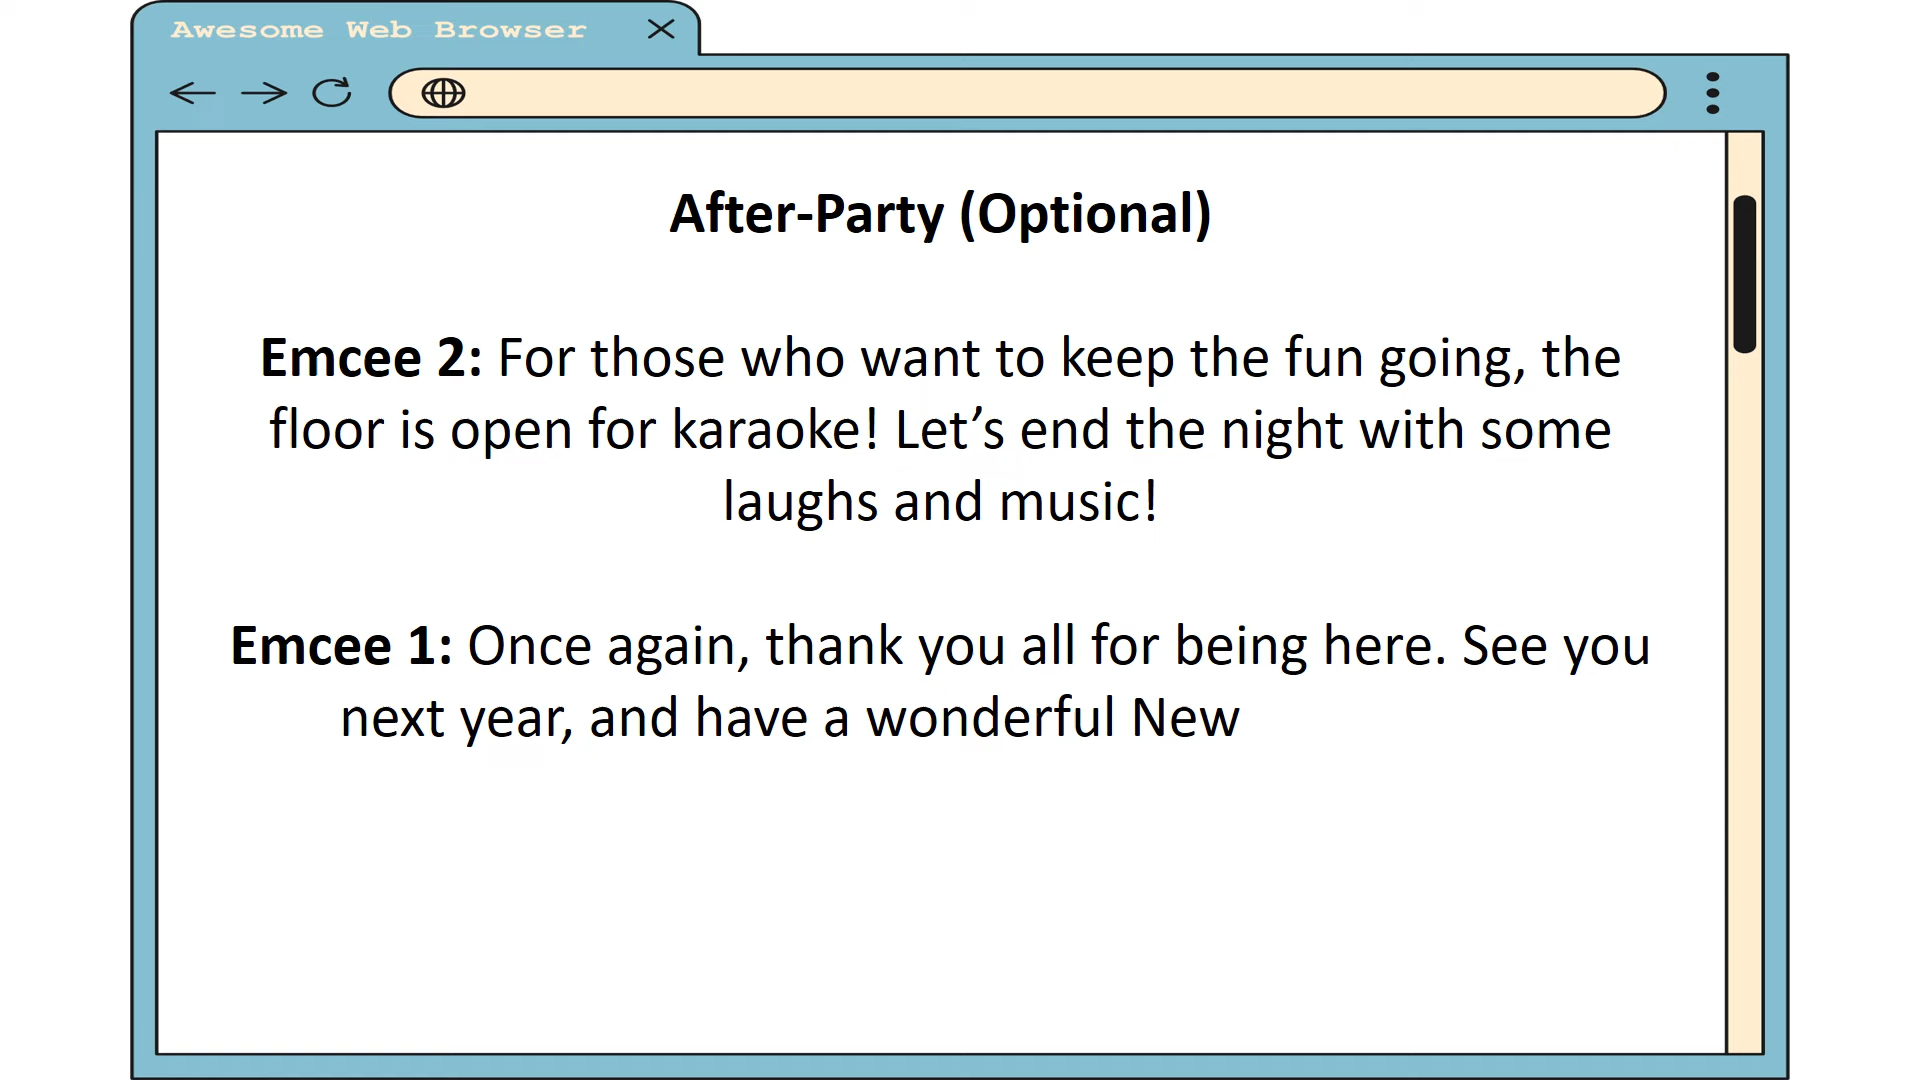 Awesome Web Browser
After-Party (Optional)
Emcee 2: For those who want to keep the fun going, the
floor is open for karaoke! Let’s end the night with some
laughs and music!
Emcee 1: Once again, thank you all for being here. See you
next year, and have a wonderful New